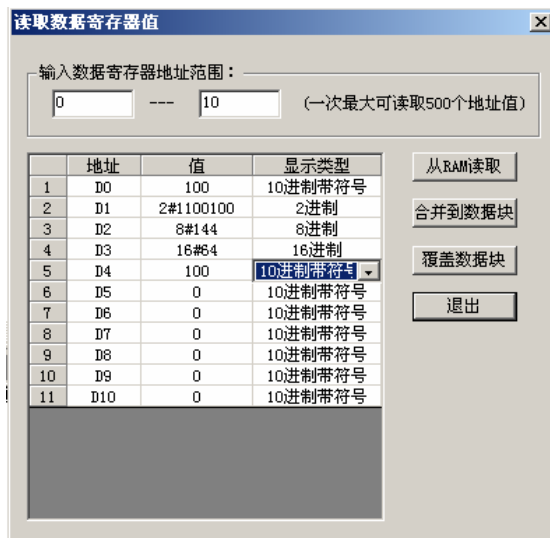 读取数据寄存器值
输入数据寄存器地址范围：
0 --- 10 (一次最大可读取500个地址值)
地址 值 显示类型
1 D0 100 10进制带符号
2 D1 2#1100100 2进制
3 D2 8#144 8进制
4 D3 16#64 16进制
5 D4 100 10进制带符号
6 D5 0 10进制带符号
7 D6 0 10进制带符号
8 D7 0 10进制带符号
9 D8 0 10进制带符号
10 D9 0 10进制带符号
11 D10 0 10进制带符号
从RAM读取
合并到数据块
覆盖数据块
退出